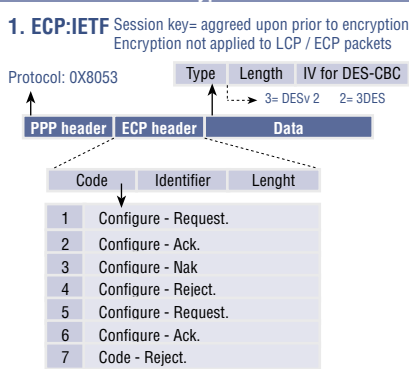 1. ECP:IETF Session key= aggreed upon prior to encryption
Encryption not applied to LCP / ECP packets
Protocol: 0X8053
Type Length IV for DES-CBC
3= DESv 2 2= 3DES
PPP header ECP header Data
Code Identifier Lenght
1 Configure - Request.
2 Configure - Ack.
3 Configure - Nak
4 Configure - Reject.
5 Configure - Request.
6 Configure - Ack.
7 Code - Reject.